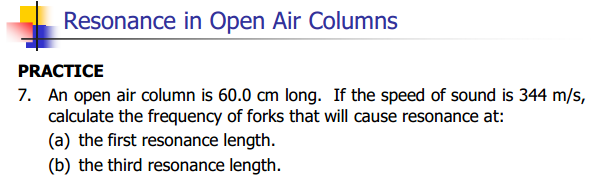 Resonance in Open Air Columns
PRACTICE
7. An open air column is 60.0 cm long. If the speed of sound is 344 m/s,
calculate the frequency of forks that will cause resonance at:
(a) the first resonance length.
(b) the third resonance length.